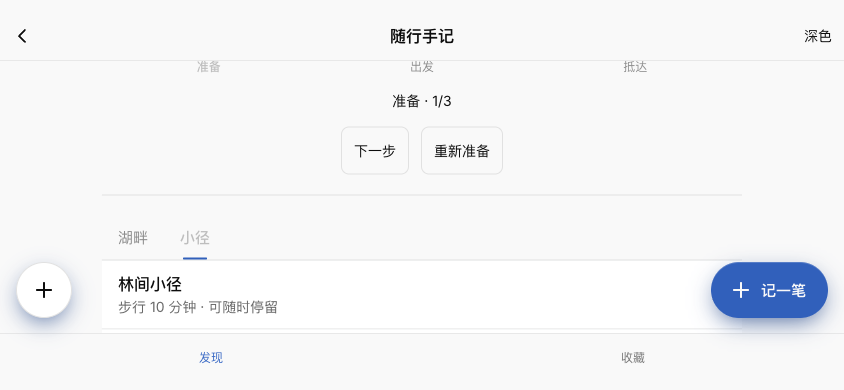 随行手记
深色
准备
出发
抵达
准备 · 1/3
下一步
重新准备
湖畔
小径
林间小径
步行 10 分钟 · 可随时停留
记一笔
发现
收藏